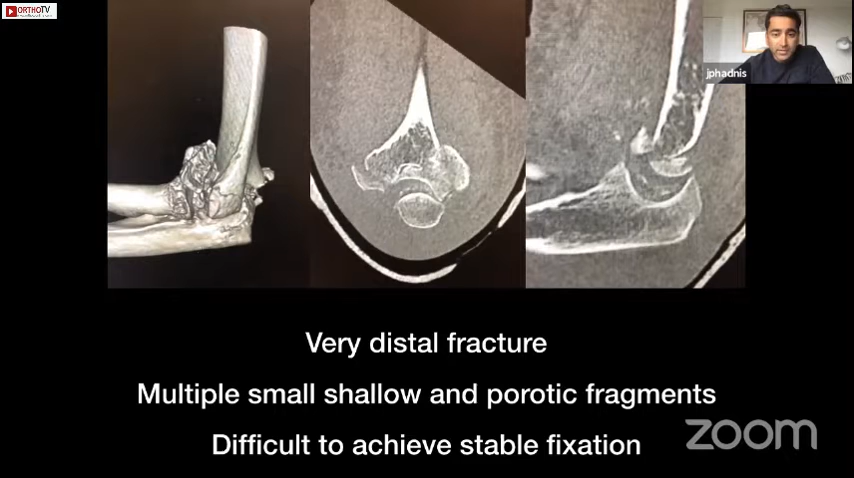 ORTHOTV
jphadnis
Very distal fracture
Multiple small shallow and porotic fragments
Difficult to achieve stable fixation
zoom